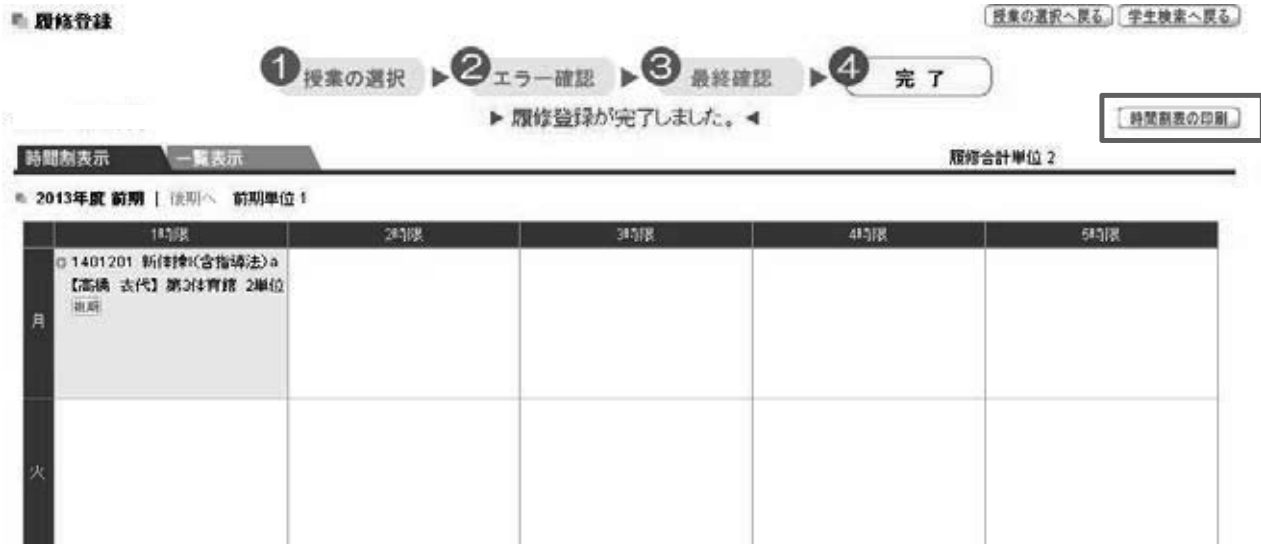 履修登録
授業の選択へ戻る 学生検索へ戻る
1 授業の選択 ▶ 2 エラー確認 ▶ 3 最終確認 ▶ 4 完了
▶ 履修登録が完了しました。◀
時間割表の印刷
時間割表示 一覧表示 履修合計単位 2
2013年度 前期 | 後期へ 前期単位 1
1時限 2時限 3時限 4時限 5時限
1401201 新体操I(含指導法)a
【高橋 衣代】 第3体育館 2単位
月
火